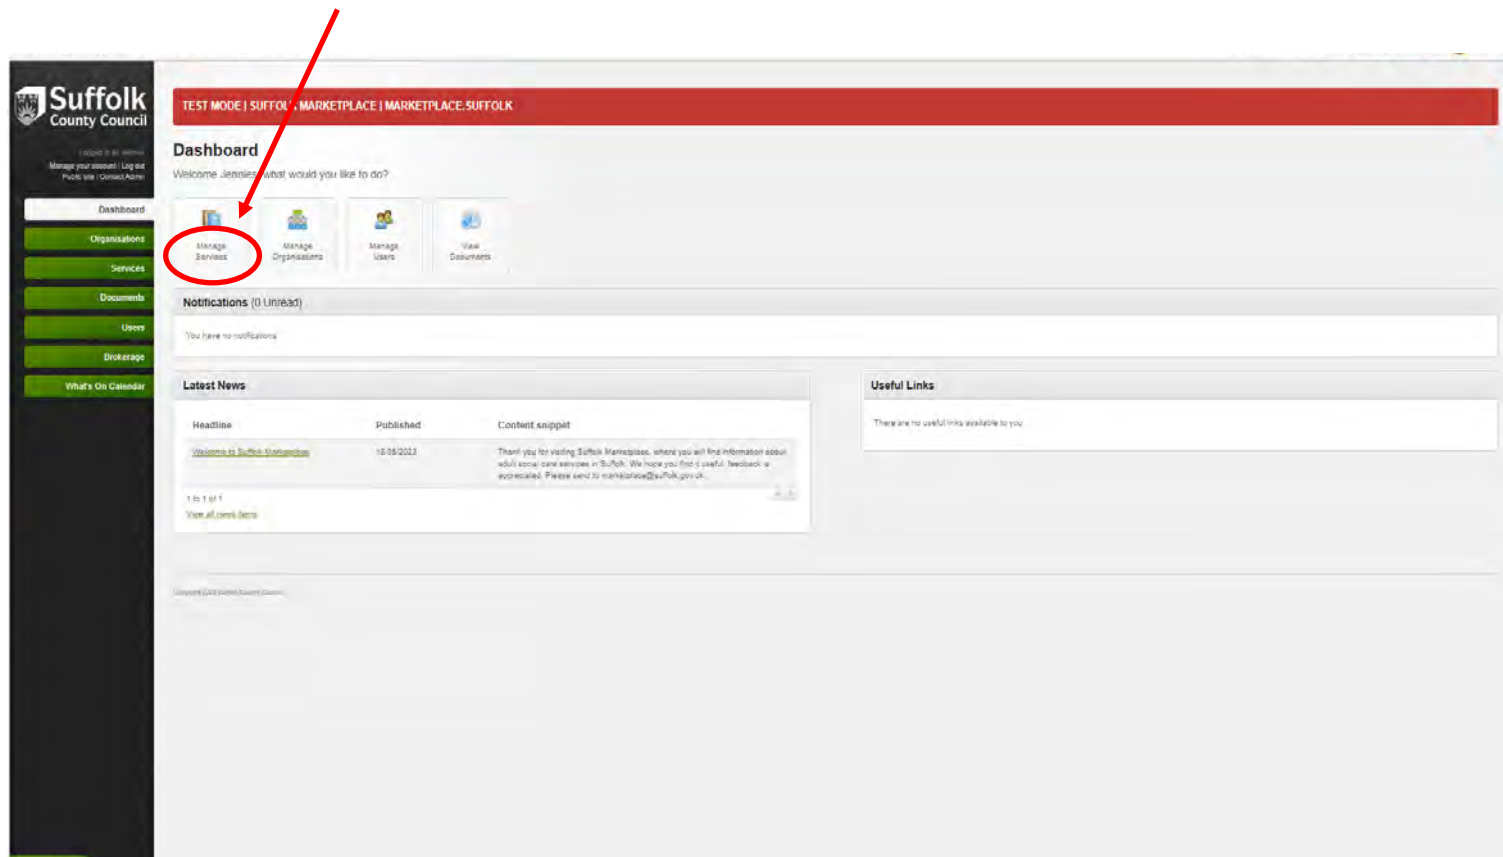 Suffolk
County Council
Manage your account | Log out
Public site | Contact Admin
Dashboard
Organisations
Services
Documents
Users
Brokerage
What's On Calendar
TEST MODE | SUFFOLK MARKETPLACE | MARKETPLACE.SUFFOLK
Dashboard
Welcome Jennies, what would you like to do?
Manage
Services
Manage
Organisations
Manage
Users
View
Documents
Notifications (0 Unread)
You have no notifications
Latest News
Headline Published Content snippet
Welcome to Suffolk Marketplace 18/08/2023 Thank you for visiting Suffolk Marketplace, where you will find information about
adult social care services in Suffolk. We hope you find it useful, feedback is
appreciated. Please send to marketplace@suffolk.gov.uk.
1 to 1 of 1
View all news items
Useful Links
There are no useful links available to you